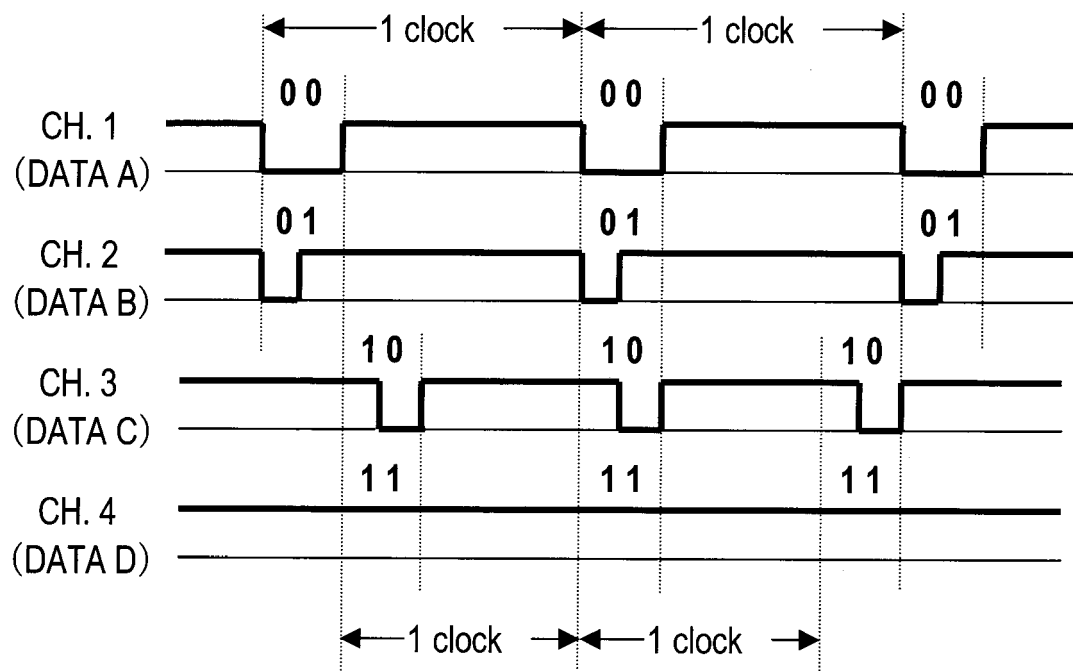 1 clock 1 clock
0 0 0 0 0 0
CH. 1
(DATA A)
0 1 0 1 0 1
CH. 2
(DATA B)
1 0 1 0 1 0
CH. 3
(DATA C)
1 1 1 1 1 1
CH. 4
(DATA D)
1 clock 1 clock